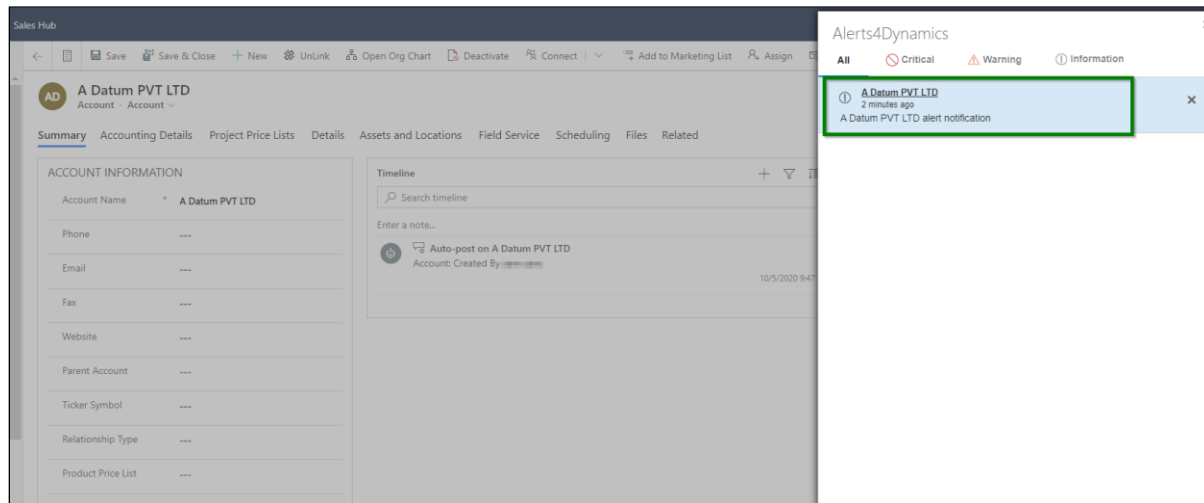 Sales Hub
Save Save & Close New UnLink Open Org Chart Deactivate Connect Add to Marketing List Assign
AD
A Datum PVT LTD
Account · Account
Summary Accounting Details Project Price Lists Details Assets and Locations Field Service Scheduling Files Related
ACCOUNT INFORMATION
Account Name * A Datum PVT LTD
Phone ---
Email ---
Fax ---
Website ---
Parent Account ---
Ticker Symbol ---
Relationship Type ---
Product Price List ---
Timeline
Search timeline
Enter a note...
Auto-post on A Datum PVT LTD
Account: Created By
10/5/2020 9:47
Alerts4Dynamics
All Critical Warning Information
A Datum PVT LTD
2 minutes ago
A Datum PVT LTD alert notification